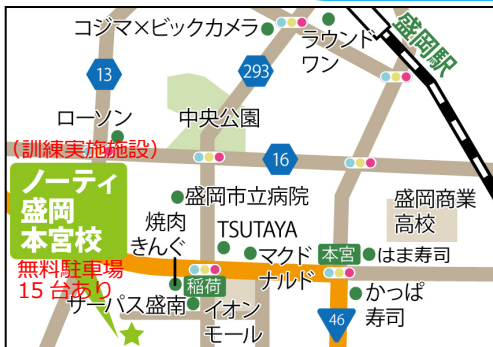 コジマ×ビックカメラ
ラウンド
ワン
盛岡駅
13
293
ローソン
中央公園
(訓練実施施設)
16
ノーティ
盛岡
本宮校
盛岡市立病院
盛岡商業
高校
焼肉
きんぐ
TSUTAYA
マクド
ナルド
本宮
はま寿司
無料駐車場
15台あり
稲荷
サーパス盛南
イオン
モール
かっぱ
寿司
46